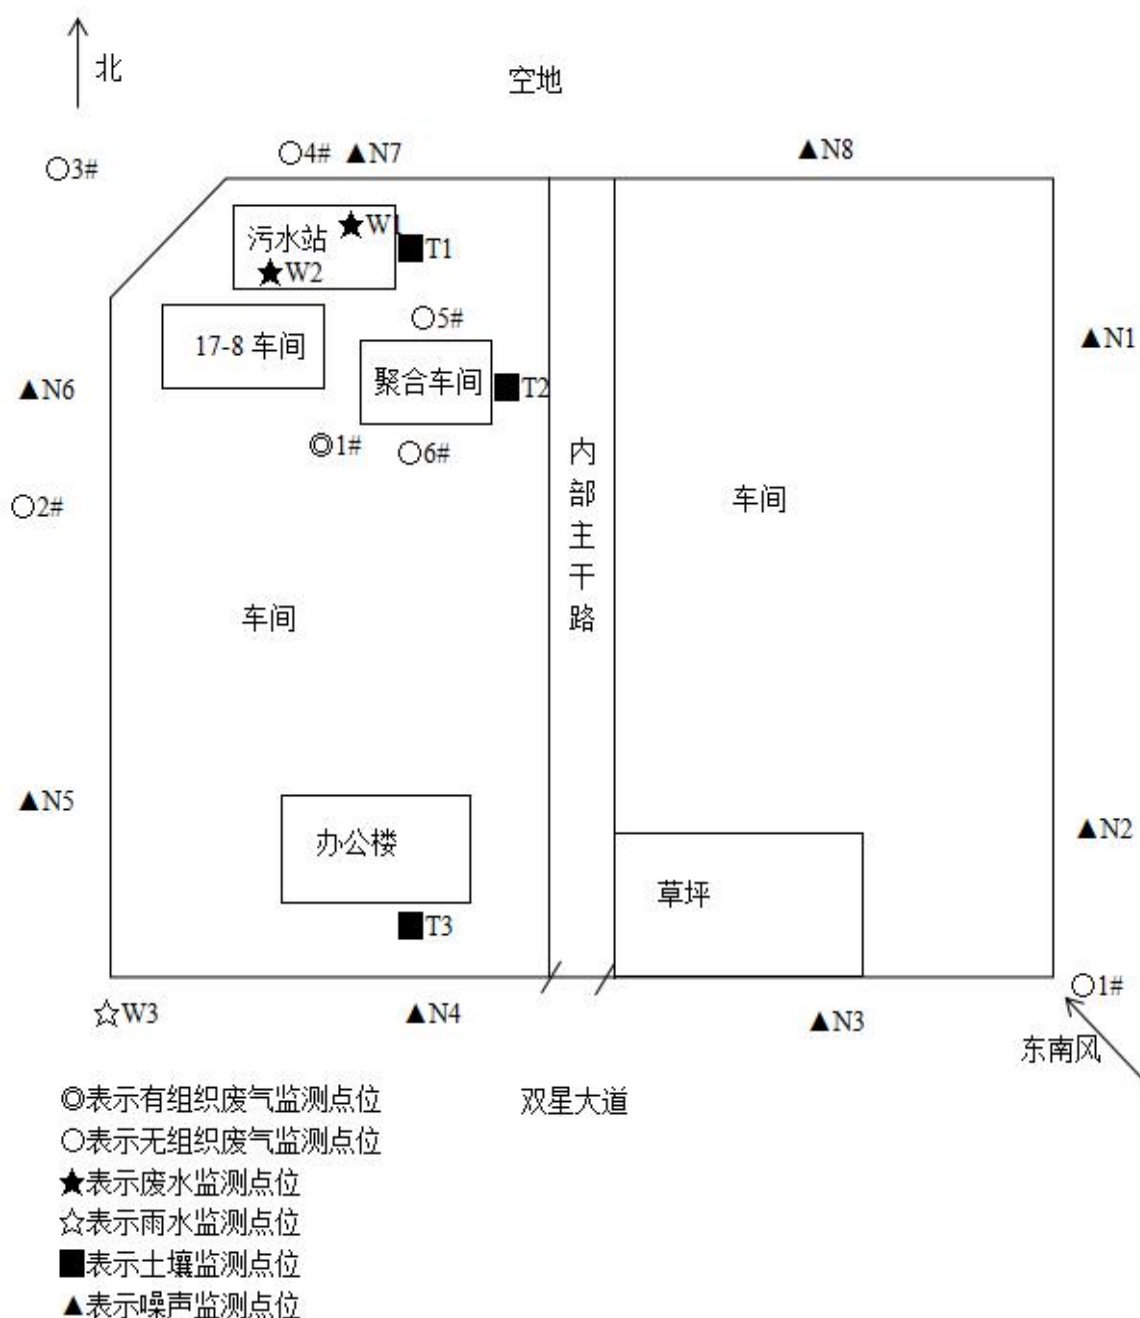 北
空地
○3#
○4# ▲N7
▲N8
★W1
污水站
■T1
★W2
○5#
17-8 车间
▲N1
聚合车间
■T2
▲N6
◎1#
○6#
内部主干路
○2#
车间
车间
▲N5
▲N2
办公楼
草坪
■T3
○1#
☆W3
▲N4
▲N3
东南风
◎表示有组织废气监测点位
双星大道
○表示无组织废气监测点位
★表示废水监测点位
☆表示雨水监测点位
■表示土壤监测点位
▲表示噪声监测点位